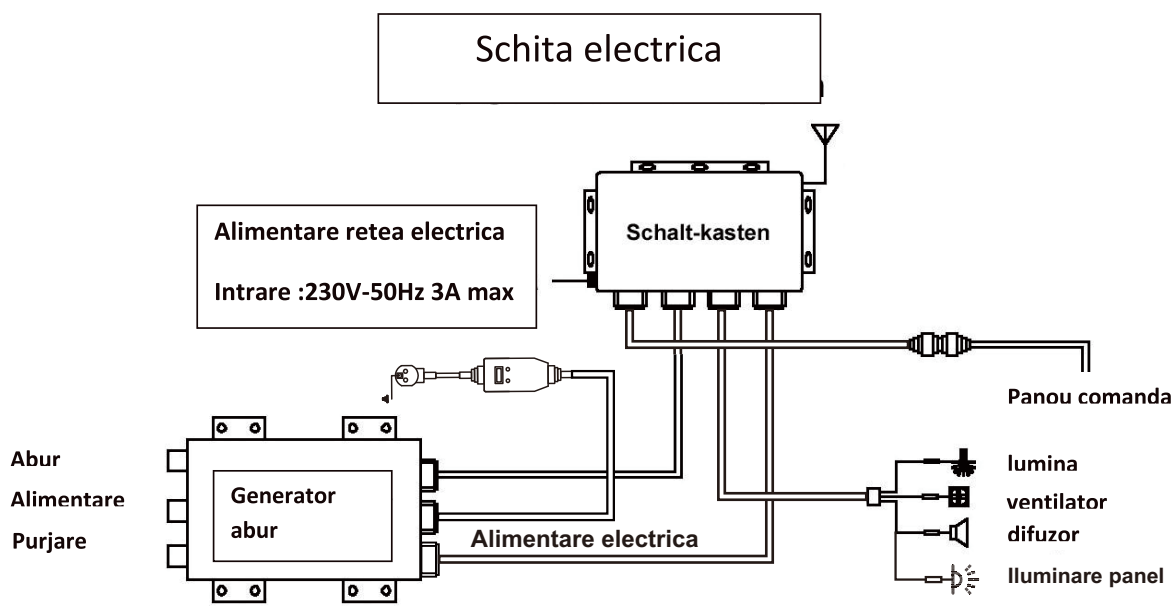 Schita electrica
Alimentare retea electrica
Intrare :230V-50Hz 3A max
Schalt-kasten
Panou comanda
Abur
Alimentare
Purjare
Generator
abur
Alimentare electrica
lumina
ventilator
difuzor
Iluminare panel